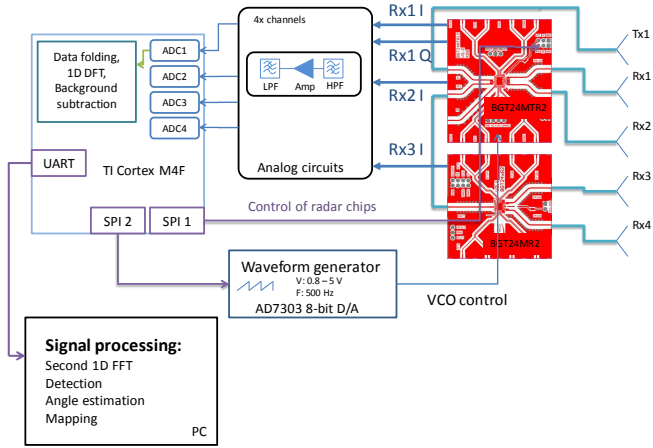 Data folding,
1D DFT,
Background
subtraction
ADC1
ADC2
ADC3
ADC4
UART
TI Cortex M4F
SPI 2
SPI 1
4x channels
LPF
Amp
HPF
Analog circuits
Rx1 I
Rx1 Q
Rx2 I
Rx3 I
BGT24MTR2
BGT24MR2
Tx1
Rx1
Rx2
Rx3
Rx4
Control of radar chips
Waveform generator
V: 0.8 – 5 V
F: 500 Hz
AD7303 8-bit D/A
VCO control
Signal processing:
Second 1D FFT
Detection
Angle estimation
Mapping
PC